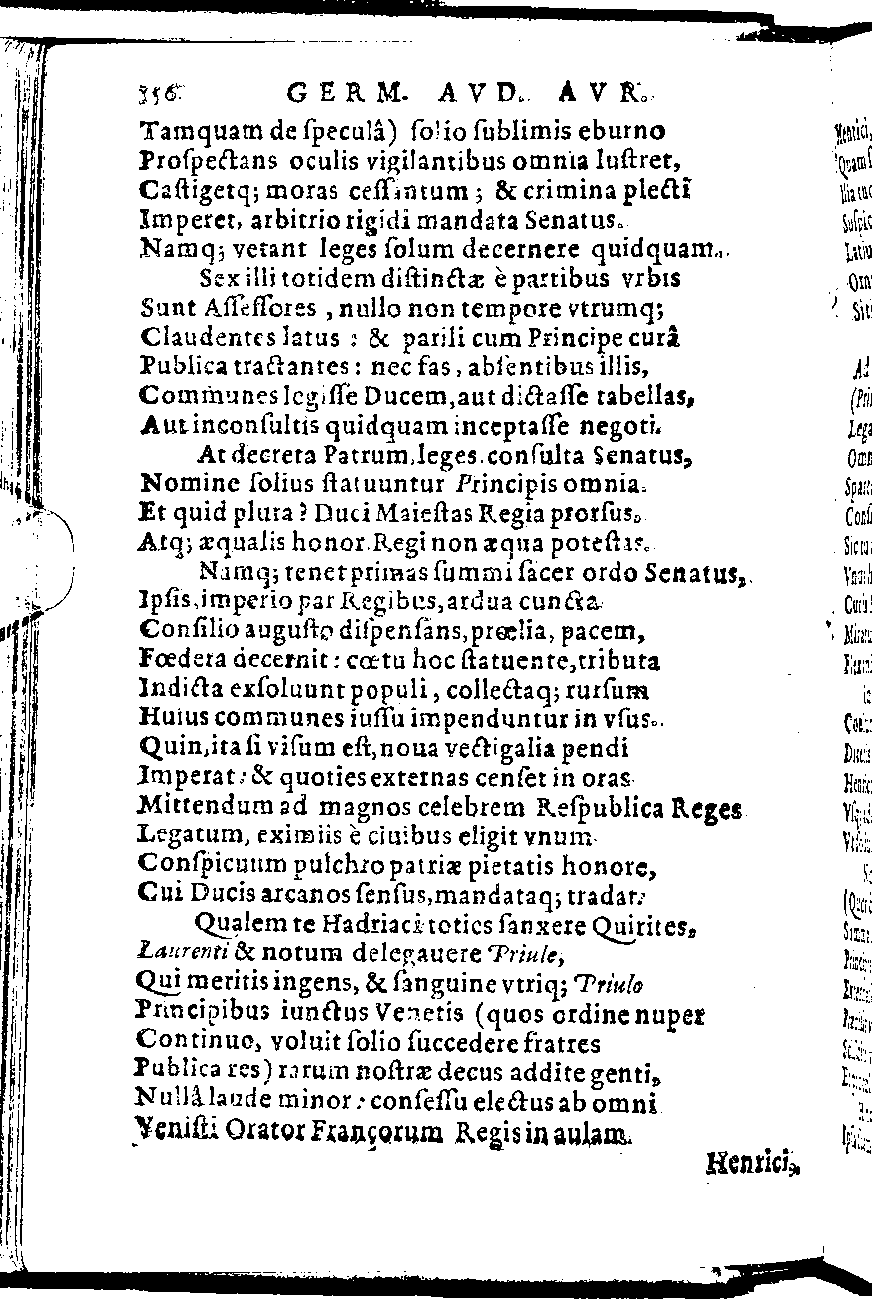 356. GERM. AVD. AVR.
Tamquam de ſpeculâ) ſolio ſublimis eburno
Proſpectans oculis vigilantibus omnia luſtret,
Caſtigetq; moras ceſſantum; & crimina plectĩ
Imperet, arbitrio rigidi mandata Senatus.
Namq; vetant leges ſolum decernere quidquam.
Sex illi totidem diſtinctæ è partibus vrbis
Sunt Aſſeſſores, nullo non tempore vtrumq;
Claudentes latus: & parili cum Principe curâ
Publica tractantes: nec fas, abſentibus illis,
Communes legiſſe Ducem, aut dictaſſe tabellas,
Aut inconſultis quidquam inceptaſſe negoti.
At decreta Patrum, leges. conſulta Senatus,
Nomine ſolius ſtatuuntur Principis omnia.
Et quid plura? Duci Maieſtas Regia prorſus.
Atq; æqualis honor. Regi non æqua poteſtas.
Namq; tenet primas ſummi ſacer ordo Senatus,
Ipſis, imperio par Regibus, ardua cuncta
Conſilio auguſto diſpenſans, prœlia, pacem,
Fœdera decernit: cœtu hoc ſtatuente, tributa
Indicta exſoluunt populi, collectaq; rurſum
Huius communes iuſſu impenduntur in vſus.
Quin, ita ſi viſum eſt, noua vectigalia pendi
Imperat: & quoties externas cenſet in oras
Mittendum ad magnos celebrem Reſpublica Reges
Legatum, eximiis è ciuibus eligit vnum
Conſpicuum pulchro patriæ pietatis honore,
Cui Ducis arcanos ſenſus, mandataq; tradat:
Qualem te Hadriaci toties ſanxere Quirites,
Laurenti & notum delegauere Priule,
Qui meritis ingens, & ſanguine vtriq; Priulo
Principibus iunctus Venetis (quos ordine nuper
Continuo, voluit ſolio ſuccedere fratres
Publica res) rarum noſtræ decus addite genti,
Nullâ laude minor: conſeſſu electus ab omni
Veniſti Orator Françorum Regis in aulam.
Henrici,